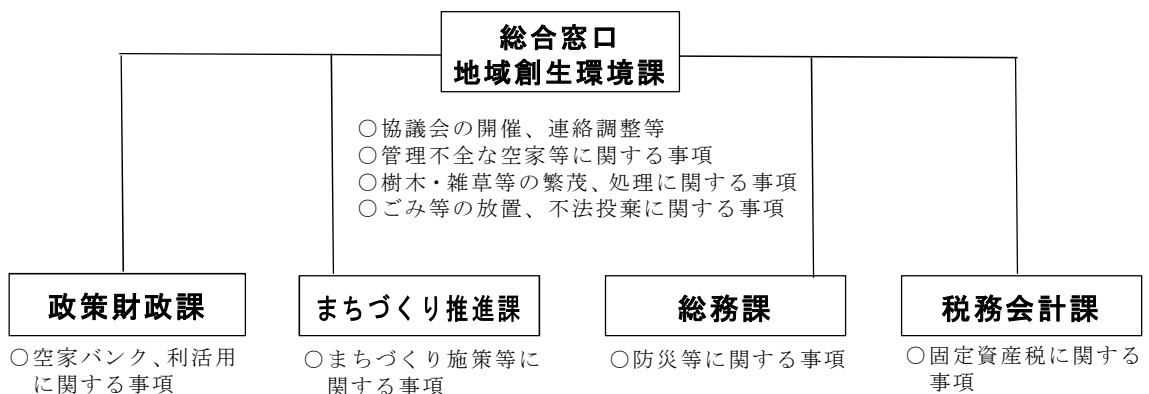 総合窓口
地域創生環境課
○協議会の開催、連絡調整等
○管理不全な空家等に関する事項
○樹木・雑草等の繁茂、処理に関する事項
○ごみ等の放置、不法投棄に関する事項
政策財政課
○空家バンク、利活用
に関する事項
まちづくり推進課
○まちづくり施策等に
関する事項
総務課
○防災等に関する事項
税務会計課
○固定資産税に関する
事項